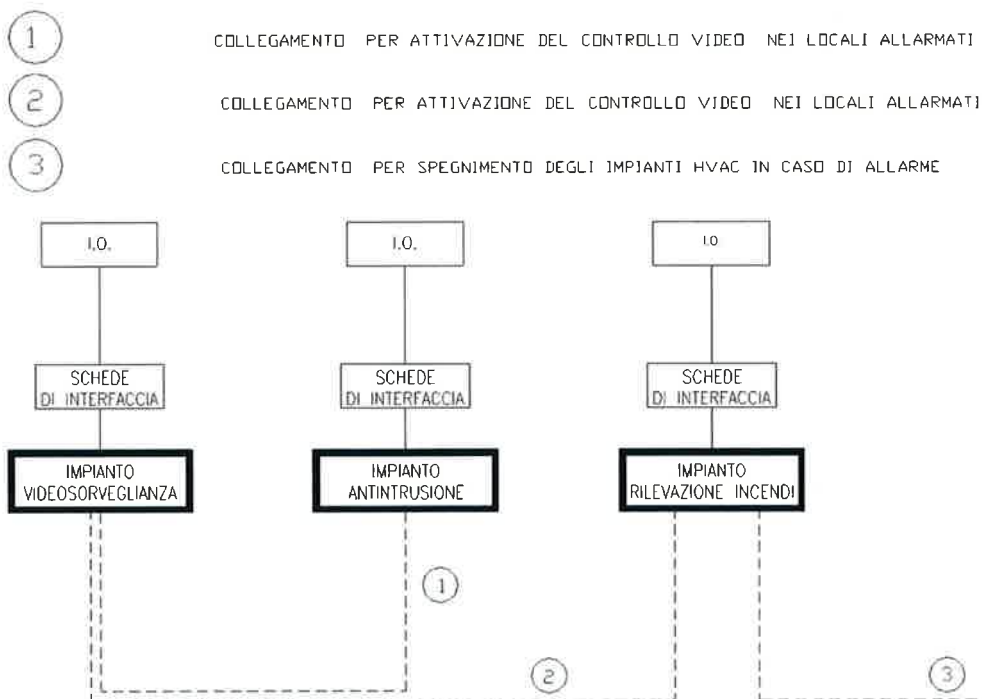 1 COLLEGAMENTO PER ATTIVAZIONE DEL CONTROLLO VIDEO NEI LOCALI ALLARMATI
2 COLLEGAMENTO PER ATTIVAZIONE DEL CONTROLLO VIDEO NEI LOCALI ALLARMATI
3 COLLEGAMENTO PER SPEGNIMENTO DEGLI IMPIANTI HVAC IN CASO DI ALLARME
I.O. I.O. I.O
SCHEDE SCHEDE SCHEDE
DI INTERFACCIA DI INTERFACCIA DI INTERFACCIA
IMPIANTO IMPIANTO IMPIANTO
VIDEOSORVEGLIANZA ANTINTRUSIONE RILEVAZIONE INCENDI
1
2 3